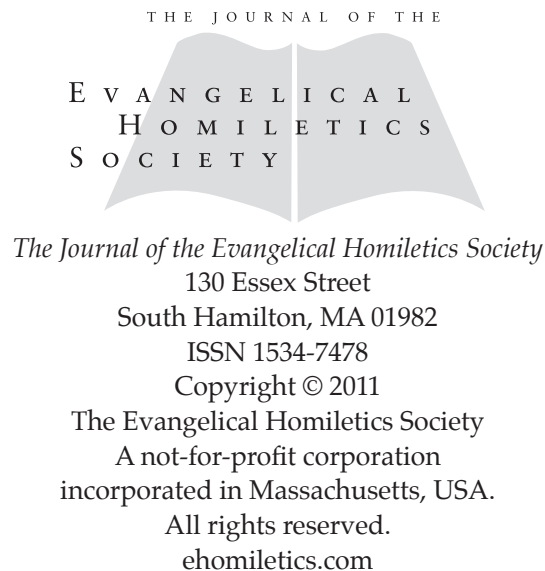 THE JOURNAL OF THE
EVANGELICAL
HOMILETICS
SOCIETY
The Journal of the Evangelical Homiletics Society
130 Essex Street
South Hamilton, MA 01982
ISSN 1534-7478
Copyright © 2011
The Evangelical Homiletics Society
A not-for-profit corporation
incorporated in Massachusetts, USA.
All rights reserved.
ehomiletics.com